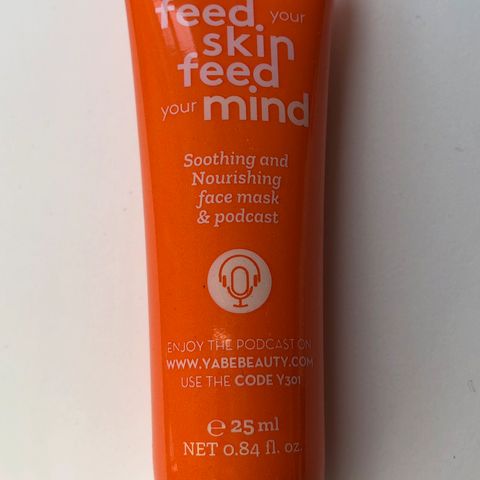 feed your
skin
feed
your mind
Soothing and
Nourishing
face mask
& podcast
ENJOY THE PODCAST ON
WWW.YABEBEAUTY.COM
USE THE CODE Y301
℮ 25 ml
NET 0.84 fl. oz.